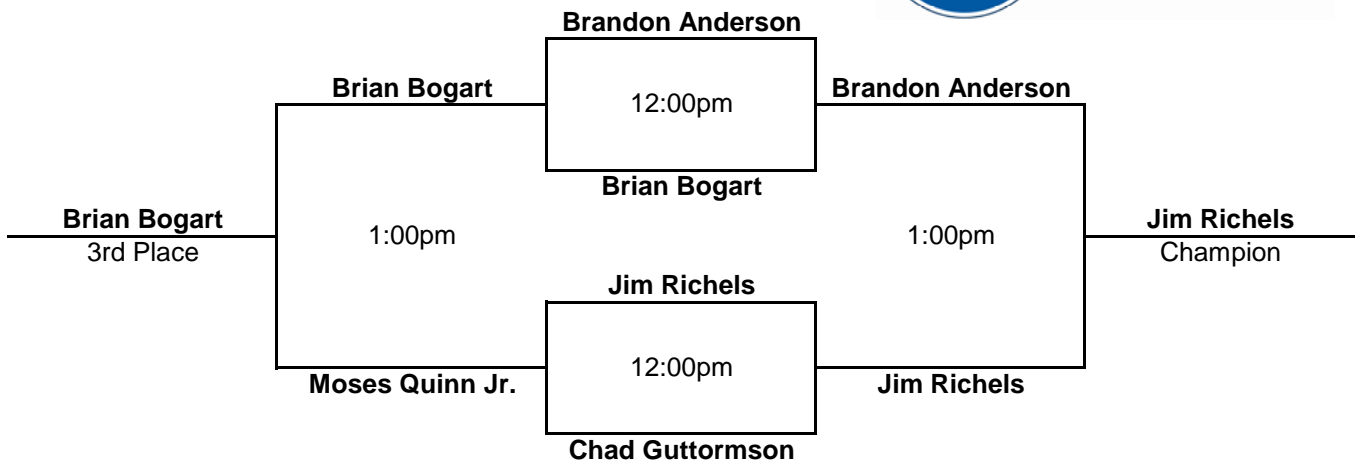 Brandon Anderson
Brian Bogart
12:00pm
Brandon Anderson
Brian Bogart
Brian Bogart
3rd Place
1:00pm
1:00pm
Jim Richels
Champion
Jim Richels
12:00pm
Moses Quinn Jr.
Jim Richels
Chad Guttormson